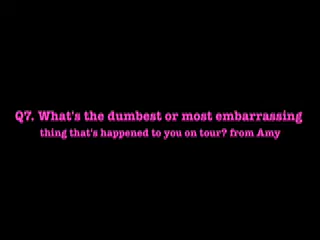 Q7. What's the dumbest or most embarrassing
thing that's happened to you on tour? from Amy